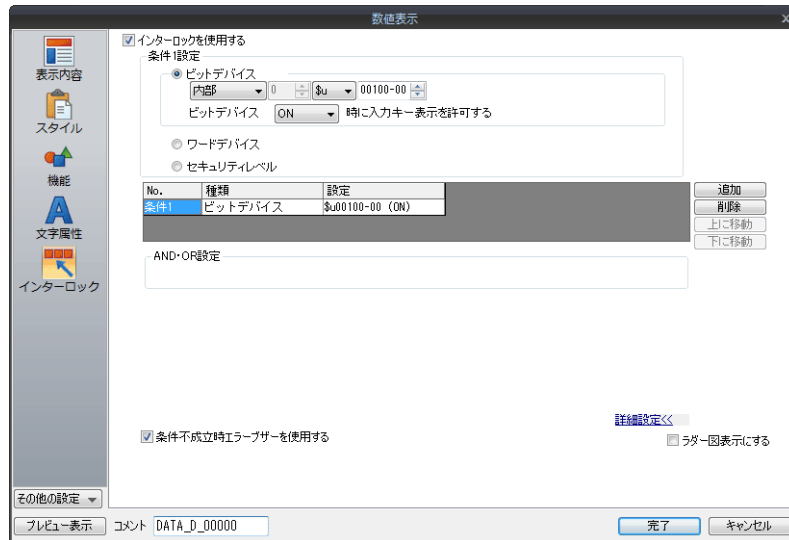 数値表示
表示内容
スタイル
機能
文字属性
インターロック
その他の設定
インターロックを使用する
条件1設定
ビットデバイス
内部 0 $u 00100-00
ビットデバイス ON 時に入力キー表示を許可する
ワードデバイス
セキュリティレベル
No. 種類 設定
条件1 ビットデバイス $u00100-00 (ON)
追加
削除
上に移動
下に移動
AND・OR設定
詳細設定<<
条件不成立時エラーブザーを使用する
ラダー図表示にする
プレビュー表示 コメント DATA_D_00000 完了 キャンセル